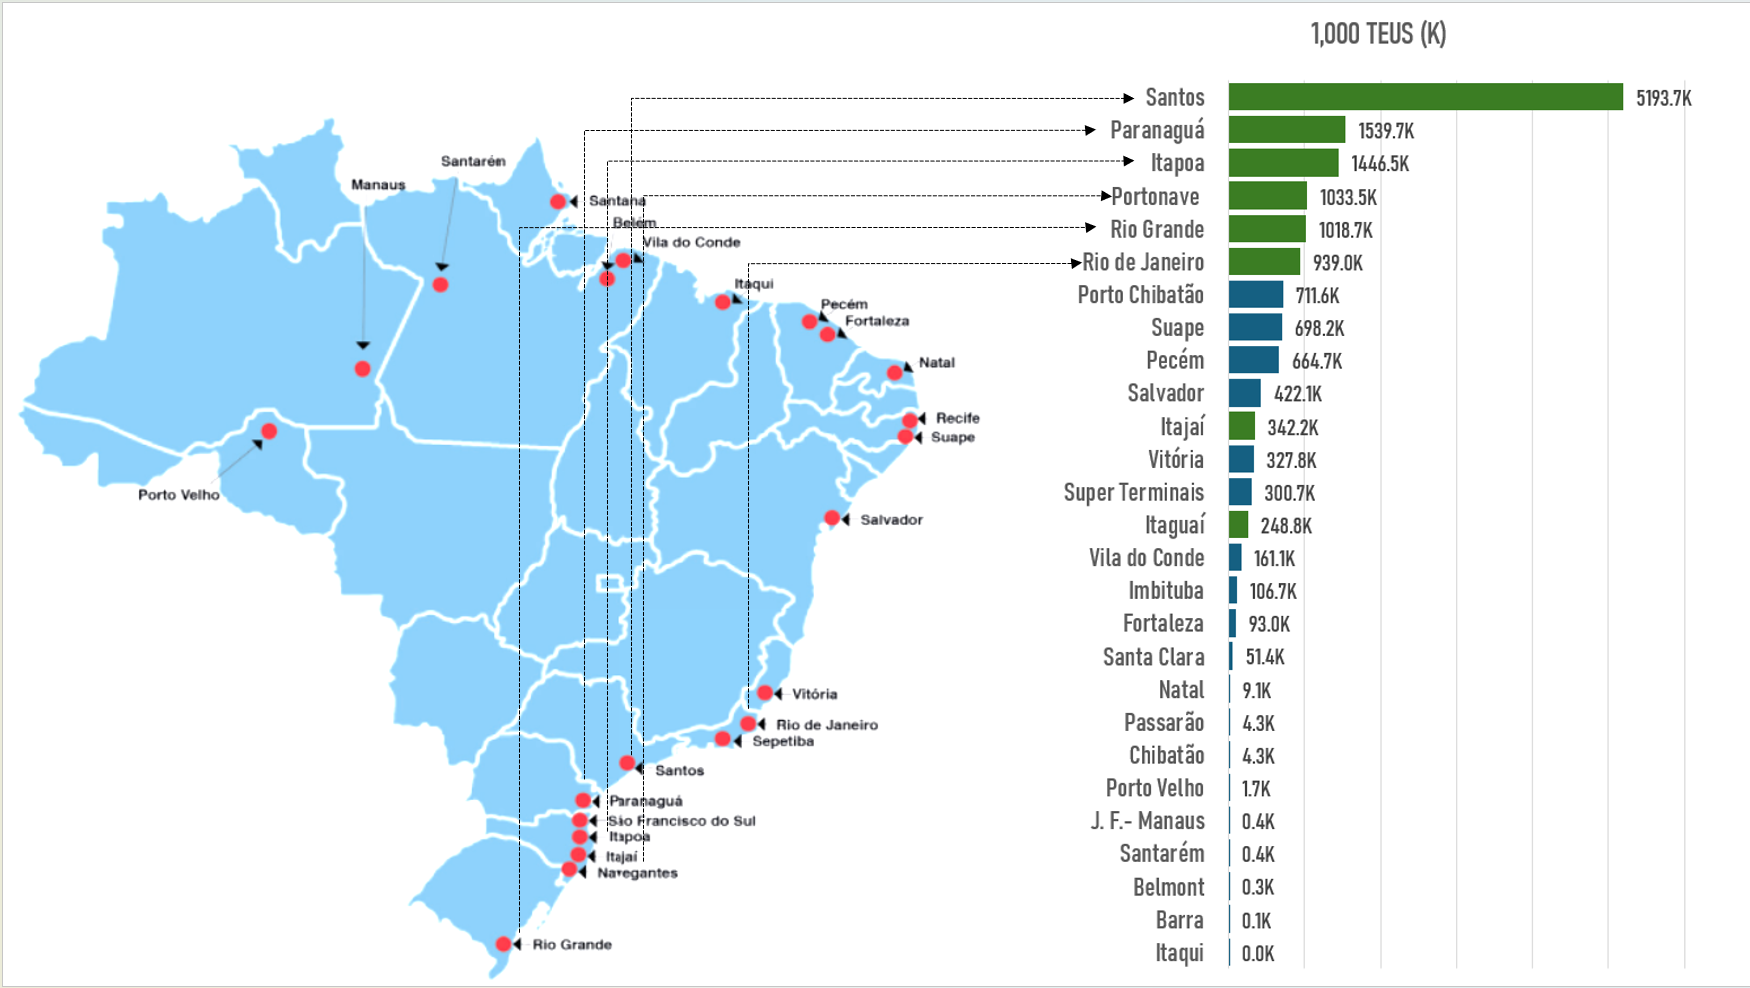 1,000 TEUS (K)
Santos 5193.7K
Paranaguá 1539.7K
Itapoa 1446.5K
Portonave 1033.5K
Rio Grande 1018.7K
Rio de Janeiro 939.0K
Porto Chibatão 711.6K
Suape 698.2K
Pecém 664.7K
Salvador 422.1K
Itajaí 342.2K
Vitória 327.8K
Super Terminais 300.7K
Itaguaí 248.8K
Vila do Conde 161.1K
Imbituba 106.7K
Fortaleza 93.0K
Santa Clara 51.4K
Natal 9.1K
Passarão 4.3K
Chibatão 4.3K
Porto Velho 1.7K
J. F.- Manaus 0.4K
Santarém 0.4K
Belmont 0.3K
Barra 0.1K
Itaqui 0.0K
Santarém
Manaus
Santana
Belém
Vila do Conde
Itaqui
Pecém
Fortaleza
Natal
Recife
Suape
Porto Velho
Salvador
Vitória
Rio de Janeiro
Sepetiba
Santos
Paranaguá
São Francisco do Sul
Itapoa
Itajaí
Navegantes
Rio Grande